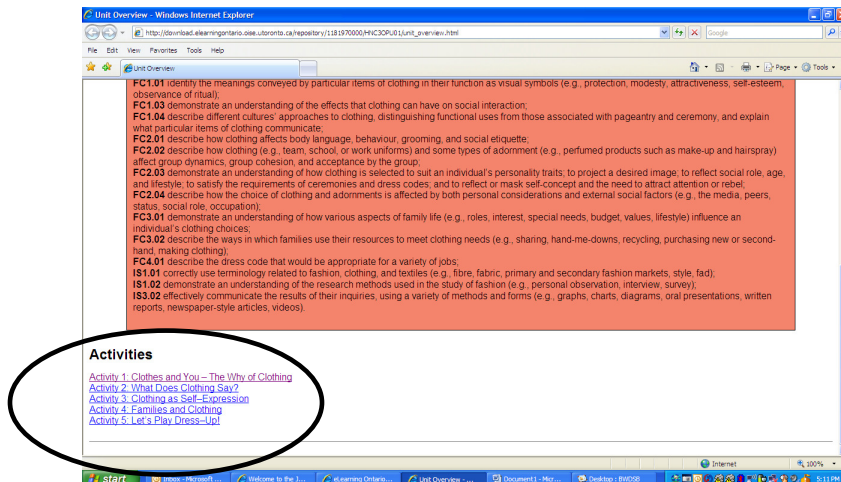 Unit Overview - Windows Internet Explorer
http://download.elearningontario.oise.utoronto.ca/repository/1181970000/HNC3OPU01/unit_overview.html
Google
File Edit View Favorites Tools Help
Unit Overview
Page Tools
FC1.01 identify the meanings conveyed by particular items of clothing in their function as visual symbols (e.g., protection, modesty, attractiveness, self-esteem,
observance of ritual);
FC1.03 demonstrate an understanding of the effects that clothing can have on social interaction;
FC1.04 describe different cultures' approaches to clothing, distinguishing functional uses from those associated with pageantry and ceremony, and explain
what particular items of clothing communicate;
FC2.01 describe how clothing affects body language, behaviour, grooming, and social etiquette;
FC2.02 describe how clothing (e.g., team, school, or work uniforms) and some types of adornment (e.g., perfumed products such as make-up and hairspray)
affect group dynamics, group cohesion, and acceptance by the group;
FC2.03 demonstrate an understanding of how clothing is selected to suit an individual's personality traits; to project a desired image; to reflect social role, age,
and lifestyle; to satisfy the requirements of ceremonies and dress codes; and to reflect or mask self-concept and the need to attract attention or rebel;
FC2.04 describe how the choice of clothing and adornments is affected by both personal considerations and external social factors (e.g., the media, peers,
status, social role, occupation);
FC3.01 demonstrate an understanding of how various aspects of family life (e.g., roles, interest, special needs, budget, values, lifestyle) influence an
individual's clothing choices;
FC3.02 describe the ways in which families use their resources to meet clothing needs (e.g., sharing, hand-me-downs, recycling, purchasing new or second-
hand, making clothing);
FC4.01 describe the dress code that would be appropriate for a variety of jobs;
IS1.01 correctly use terminology related to fashion, clothing, and textiles (e.g., fibre, fabric, primary and secondary fashion markets, style, fad);
IS1.02 demonstrate an understanding of the research methods used in the study of fashion (e.g., personal observation, interview, survey);
IS3.02 effectively communicate the results of their inquiries, using a variety of methods and forms (e.g., graphs, charts, diagrams, oral presentations, written
reports, newspaper-style articles, videos).
Activities
Activity 1: Clothes and You – The Why of Clothing
Activity 2: What Does Clothing Say?
Activity 3: Clothing as Self–Expression
Activity 4: Families and Clothing
Activity 5: Let's Play Dress–Up!
Internet 100%
start Inbox - Microsoft ... Welcome to the J... eLearning Ontario... Unit Overview - ... Document1 - Micr... Desktop : BWDSB 5:11 PM